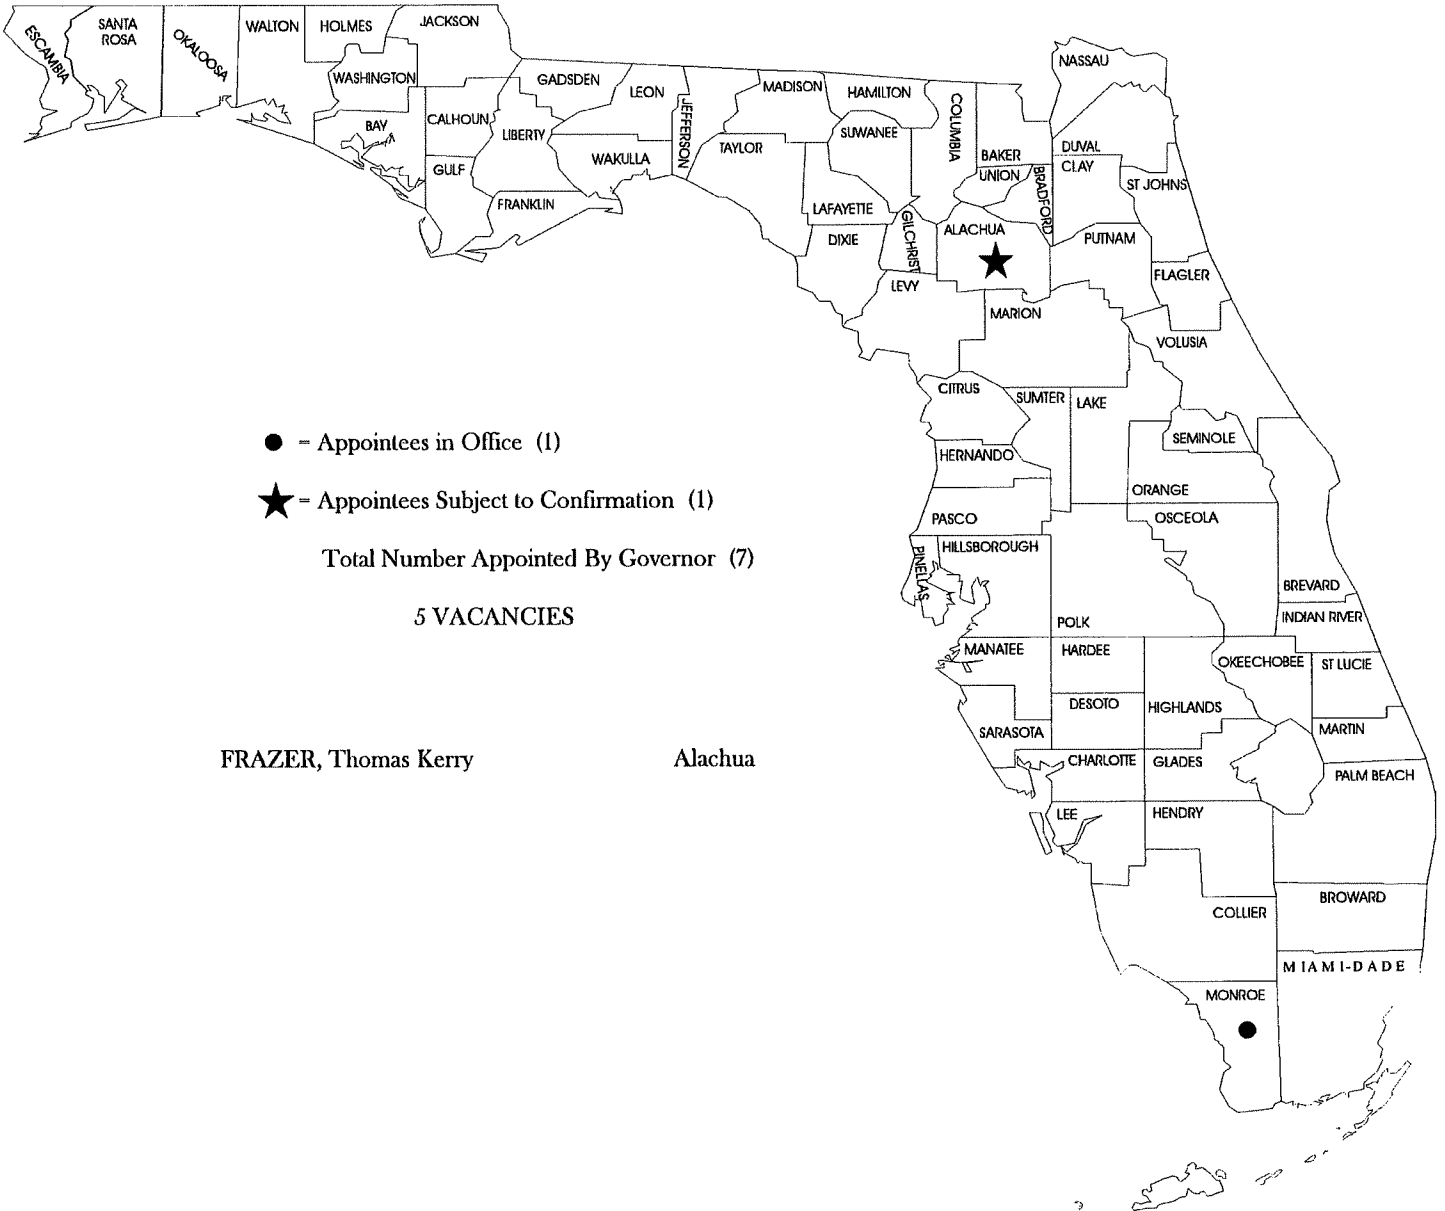 ESCAMBIA
SANTA
ROSA
OKALOOSA
WALTON
HOLMES
JACKSON
WASHINGTON
BAY
CALHOUN
GULF
GADSDEN
LIBERTY
FRANKLIN
LEON
WAKULLA
JEFFERSON
MADISON
TAYLOR
HAMILTON
SUWANEE
LAFAYETTE
DIXIE
GILCHRIST
COLUMBIA
BAKER
UNION
BRADFORD
NASSAU
DUVAL
CLAY
ST JOHNS
ALACHUA
PUTNAM
FLAGLER
LEVY
MARION
VOLUSIA
CITRUS
SUMTER
LAKE
SEMINOLE
HERNANDO
ORANGE
PASCO
OSCEOLA
HILLSBOROUGH
PINELLAS
BREVARD
INDIAN RIVER
POLK
MANATEE
HARDEE
OKEECHOBEE
ST LUCIE
DESOTO
HIGHLANDS
SARASOTA
MARTIN
CHARLOTTE
GLADES
PALM BEACH
LEE
HENDRY
BROWARD
COLLIER
MIAMI-DADE
MONROE
= Appointees in Office (1)
= Appointees Subject to Confirmation (1)
Total Number Appointed By Governor (7)
5 VACANCIES
FRAZER, Thomas Kerry Alachua